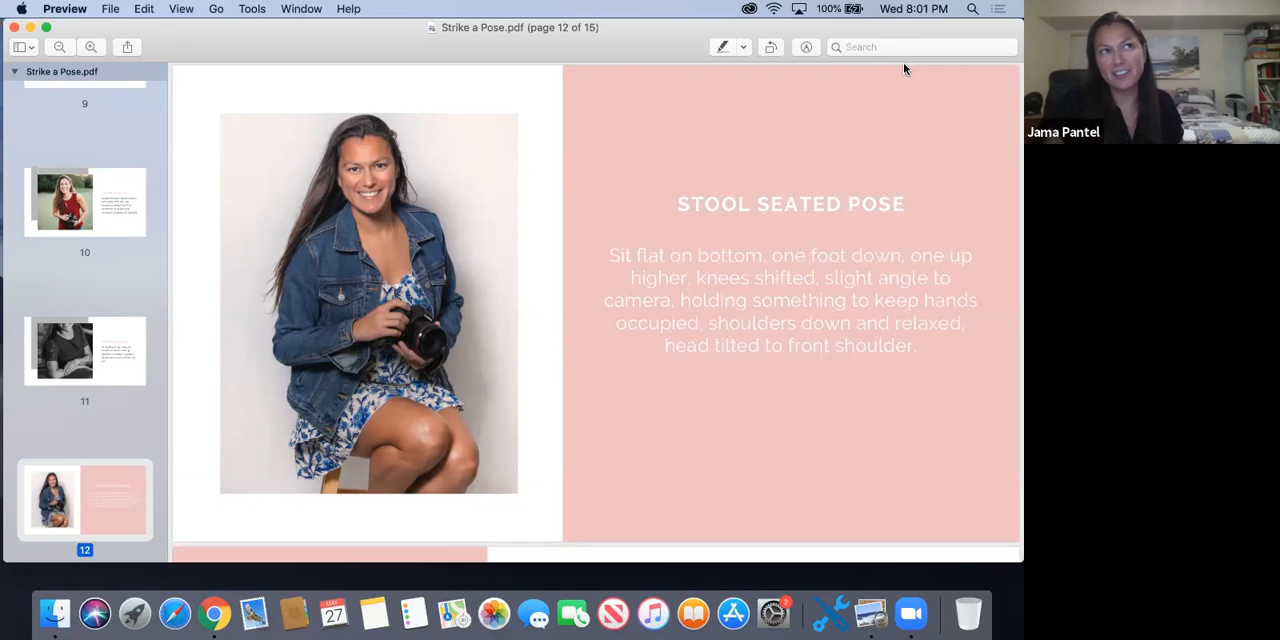 Preview File Edit View Go Tools Window Help
100% Wed 8:01 PM
Strike a Pose.pdf (page 12 of 15)
Search
Strike a Pose.pdf
9
10
11
12
STOOL SEATED POSE
Sit flat on bottom, one foot down, one up
higher, knees shifted, slight angle to
camera, holding something to keep hands
occupied, shoulders down and relaxed,
head tilted to front shoulder.
Jama Pantel
MAY
27
2